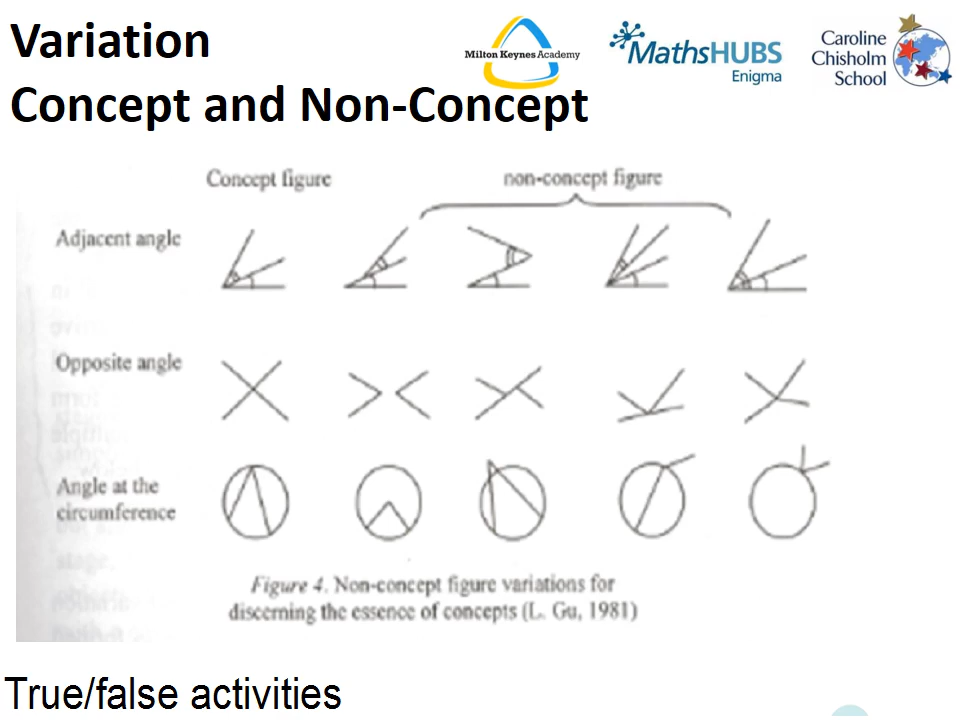 Variation
Concept and Non-Concept
Milton Keynes Academy
MathsHUBS
Enigma
Caroline
Chisholm
School
Concept figure
non-concept figure
Adjacent angle
Opposite angle
Angle at the
circumference
Figure 4. Non-concept figure variations for
discerning the essence of concepts (L. Gu, 1981)
True/false activities